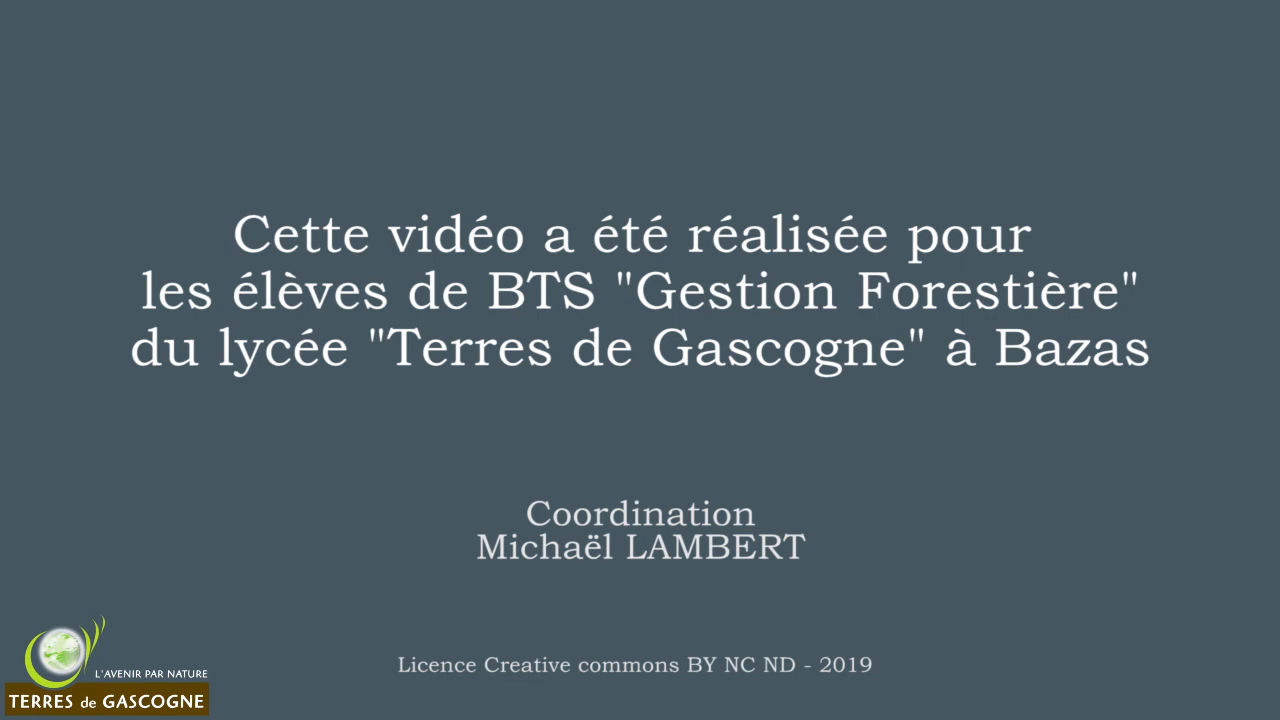 Cette vidéo a été réalisée pour
les élèves de BTS "Gestion Forestière"
du lycée "Terres de Gascogne" à Bazas
Coordination
Michaël LAMBERT
Licence Creative commons BY NC ND - 2019
L'AVENIR PAR NATURE
TERRES de GASCOGNE